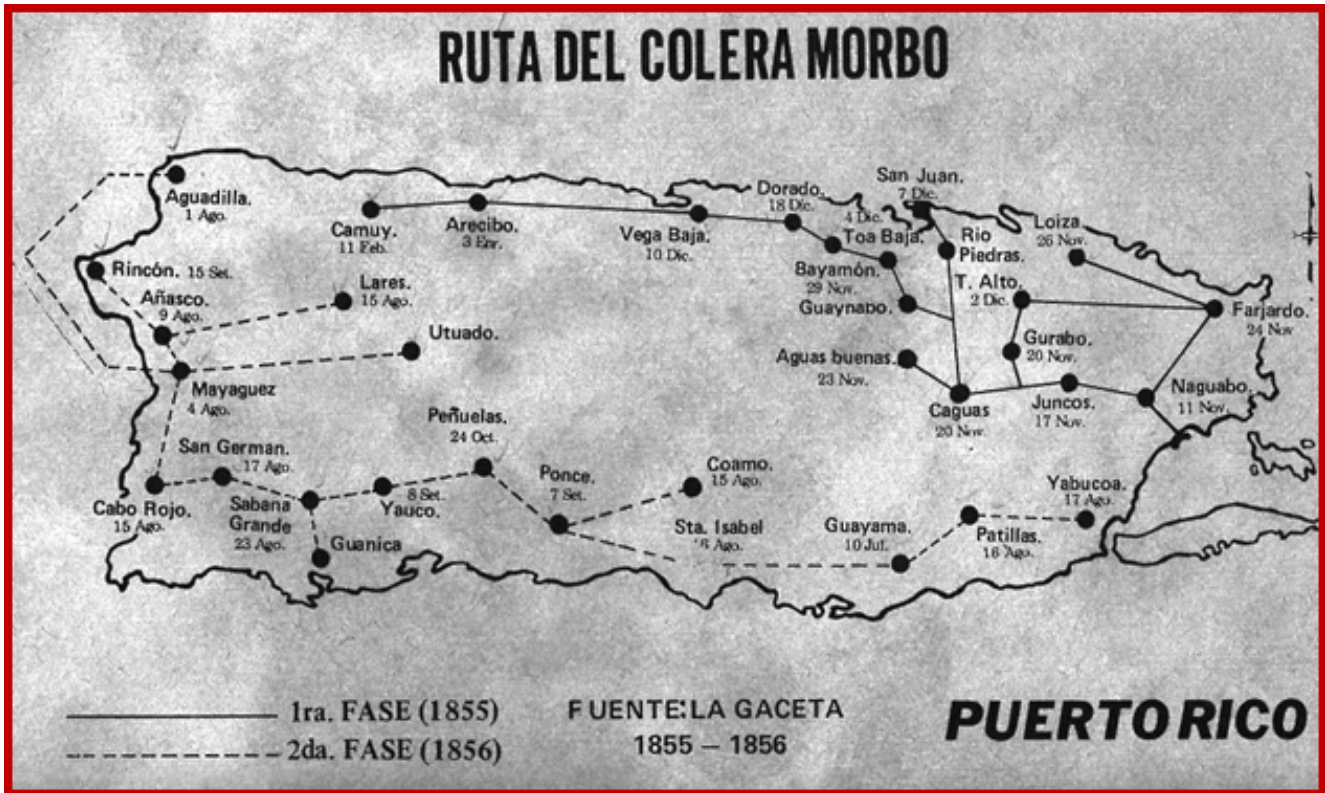 RUTA DEL COLERA MORBO
Aguadilla.
1 Ago.
Camuy.
11 Feb.
Arecibo.
3 Enr.
Vega Baja.
10 Dic.
Dorado.
18 Dic.
4 Dic.
Toa Baja.
San Juan.
7 Dic.
Rio
Piedras.
Loiza
26 Nov.
Rincón. 15 Set.
Añasco.
9 Ago.
Lares.
15 Ago.
Utuado.
Bayamón.
29 Nov.
Guaynabo.
T. Alto.
2 Dic.
Farjardo.
24 Nov
Gurabo.
20 Nov.
Aguas buenas.
23 Nov.
Mayaguez
4 Ago.
Caguas
20 Nov.
Juncos.
17 Nov.
Naguabo.
11 Nov.
Peñuelas.
24 Oct.
San German.
17 Ago.
Cabo Rojo.
15 Ago.
Sabana
Grande
23 Ago.
8 Set.
Yauco.
Guanica
Ponce.
7 Set.
Coamo.
15 Ago.
Sta. Isabel
Ago.
Guayama.
10 Jul.
Patillas.
16 Ago.
Yabucoa.
17 Ago.
1ra. FASE (1855)
2da. FASE (1856)
FUENTE:LA GACETA
1855 – 1856
PUERTO RICO